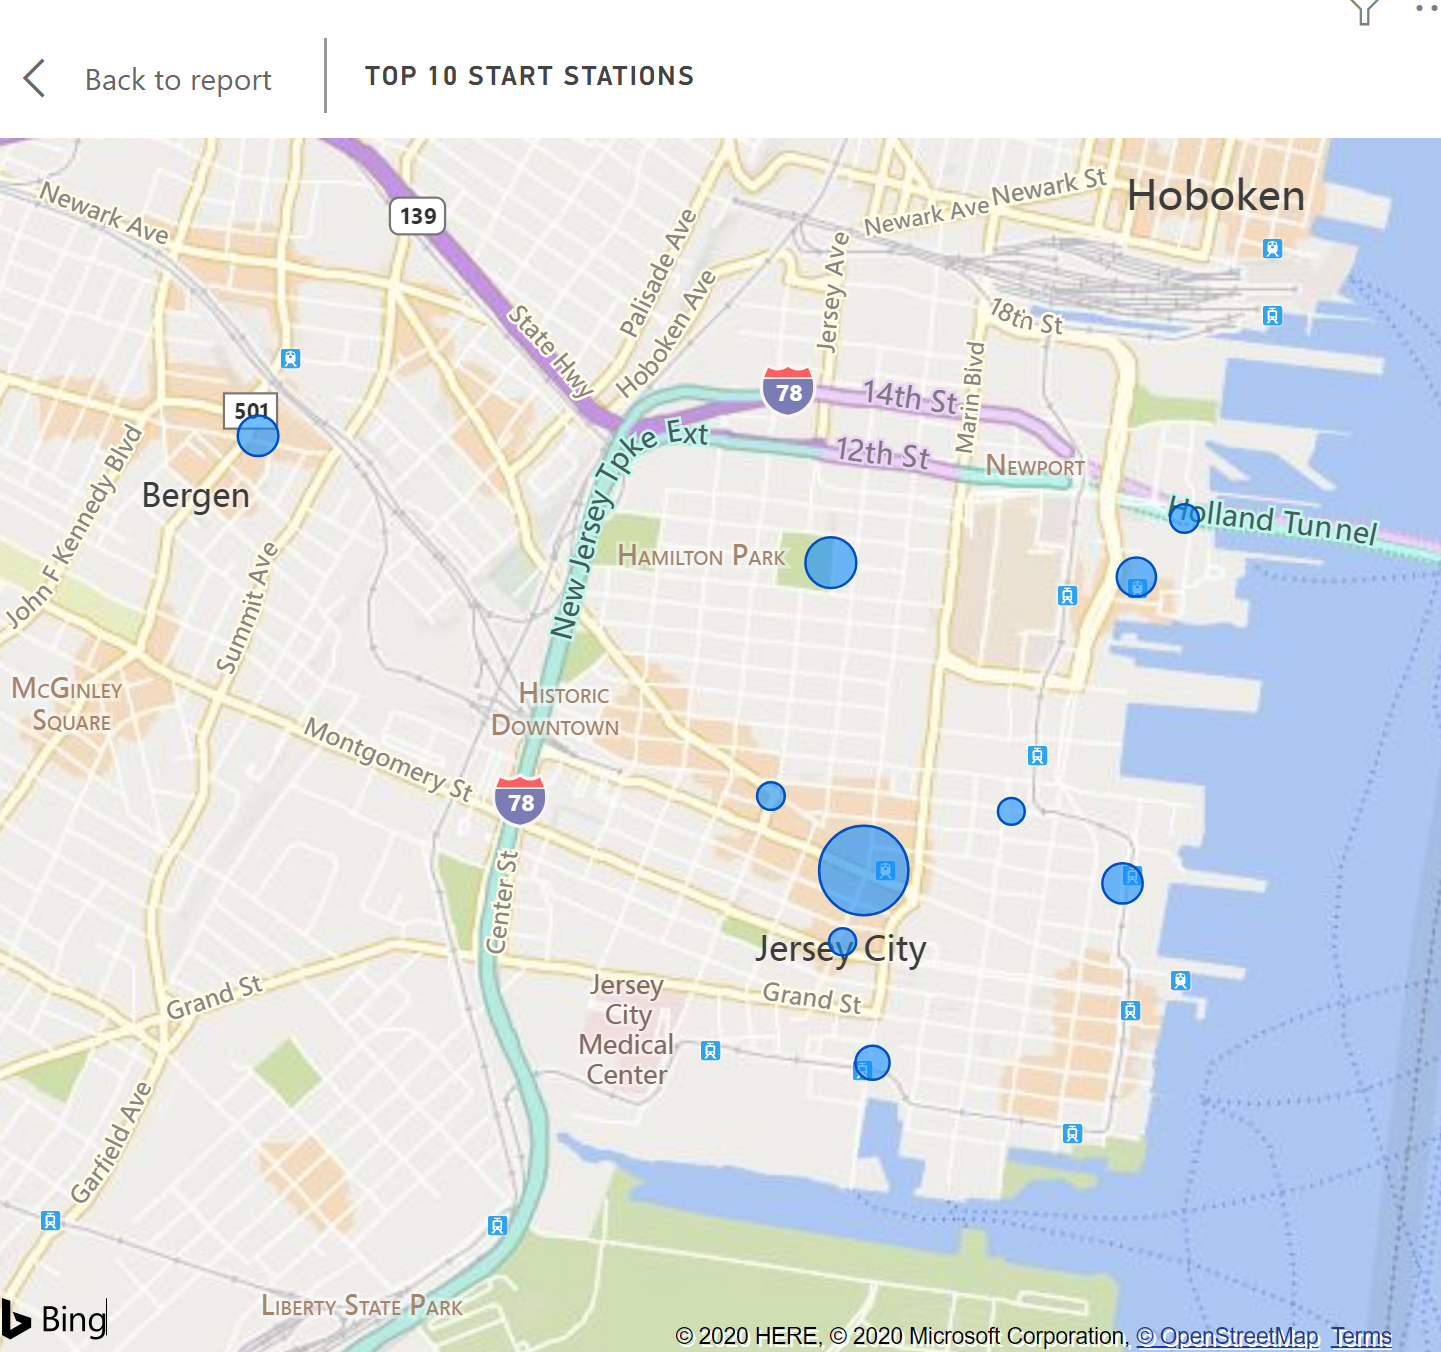 Back to report
TOP 10 START STATIONS
Newark Ave
139
Palisade Ave
Hoboken Ave
State Hwy
Jersey Ave
Newark Ave
Newark St
Hoboken
18th St
Marin Blvd
78
14th St
12th St
NEWPORT
Holland Tunnel
501
Bergen
John F Kennedy Blvd
Summit Ave
New Jersey Tpke Ext
HAMILTON PARK
MCGINLEY
SQUARE
HISTORIC
DOWNTOWN
Montgomery St
78
Center St
Jersey City
Grand St
Grand St
Jersey
City
Medical
Center
Garfield Ave
LIBERTY STATE PARK
Bing
© 2020 HERE, © 2020 Microsoft Corporation, © OpenStreetMap Terms